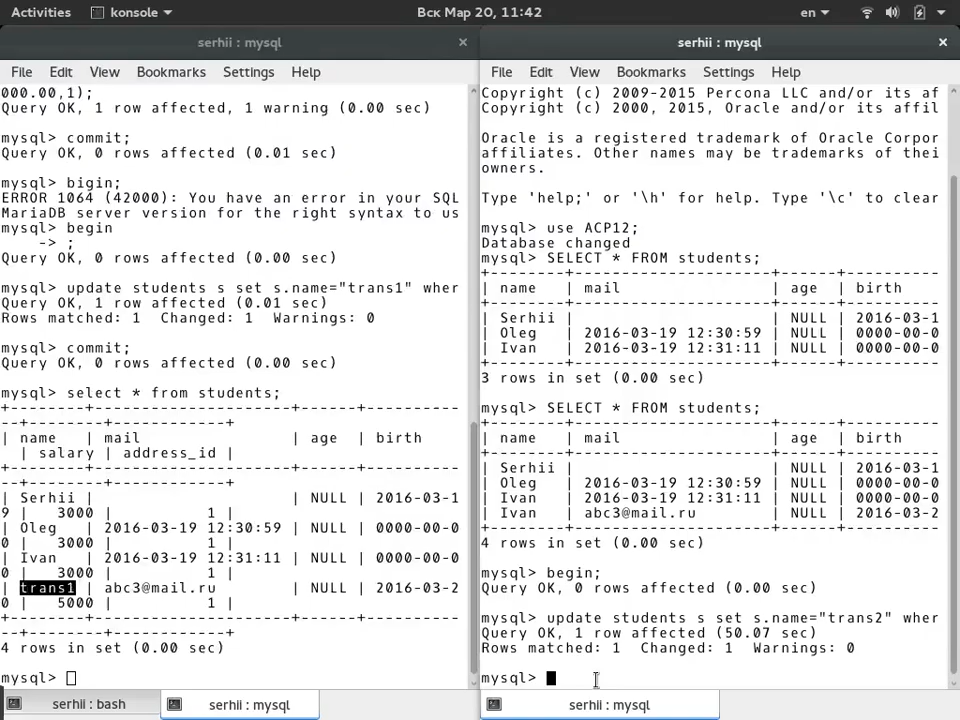 Activities konsole Вск Мар 20, 11:42 en
serhii : mysql
File Edit View Bookmarks Settings Help
000.00,1);
Query OK, 1 row affected, 1 warning (0.00 sec)
mysql> commit;
Query OK, 0 rows affected (0.01 sec)
mysql> bigin;
ERROR 1064 (42000): You have an error in your SQL
MariaDB server version for the right syntax to us
mysql> begin
    -> ;
Query OK, 0 rows affected (0.00 sec)
mysql> update students s set s.name="trans1" wher
Query OK, 1 row affected (0.01 sec)
Rows matched: 1  Changed: 1  Warnings: 0
mysql> commit;
Query OK, 0 rows affected (0.00 sec)
mysql> select * from students;
+--------+---------------------+------+----------
--+--------+------------+
| name   | mail                | age  | birth
  | salary | address_id |
+--------+---------------------+------+----------
--+--------+------------+
| Serhii |                     | NULL | 2016-03-1
9 |   3000 |          1 |
| Oleg   | 2016-03-19 12:30:59 | NULL | 0000-00-0
0 |   3000 |          1 |
| Ivan   | 2016-03-19 12:31:11 | NULL | 0000-00-0
0 |   3000 |          1 |
| trans1 | abc3@mail.ru        | NULL | 2016-03-2
0 |   5000 |          1 |
+--------+---------------------+------+----------
--+--------+------------+
4 rows in set (0.00 sec)
mysql>
serhii : bash
serhii : mysql
serhii : mysql
File Edit View Bookmarks Settings Help
Copyright (c) 2009-2015 Percona LLC and/or its af
Copyright (c) 2000, 2015, Oracle and/or its affil
Oracle is a registered trademark of Oracle Corpor
affiliates. Other names may be trademarks of thei
owners.
Type 'help;' or '\h' for help. Type '\c' to clear
mysql> use ACP12;
Database changed
mysql> SELECT * FROM students;
+--------+---------------------+------+----------
| name   | mail                | age  | birth
+--------+---------------------+------+----------
| Serhii |                     | NULL | 2016-03-1
| Oleg   | 2016-03-19 12:30:59 | NULL | 0000-00-0
| Ivan   | 2016-03-19 12:31:11 | NULL | 0000-00-0
+--------+---------------------+------+----------
3 rows in set (0.00 sec)
mysql> SELECT * FROM students;
+--------+---------------------+------+----------
| name   | mail                | age  | birth
+--------+---------------------+------+----------
| Serhii |                     | NULL | 2016-03-1
| Oleg   | 2016-03-19 12:30:59 | NULL | 0000-00-0
| Ivan   | 2016-03-19 12:31:11 | NULL | 0000-00-0
| Ivan   | abc3@mail.ru        | NULL | 2016-03-2
+--------+---------------------+------+----------
4 rows in set (0.00 sec)
mysql> begin;
Query OK, 0 rows affected (0.00 sec)
mysql> update students s set s.name="trans2" wher
Query OK, 1 row affected (50.07 sec)
Rows matched: 1  Changed: 1  Warnings: 0
mysql>
serhii : mysql